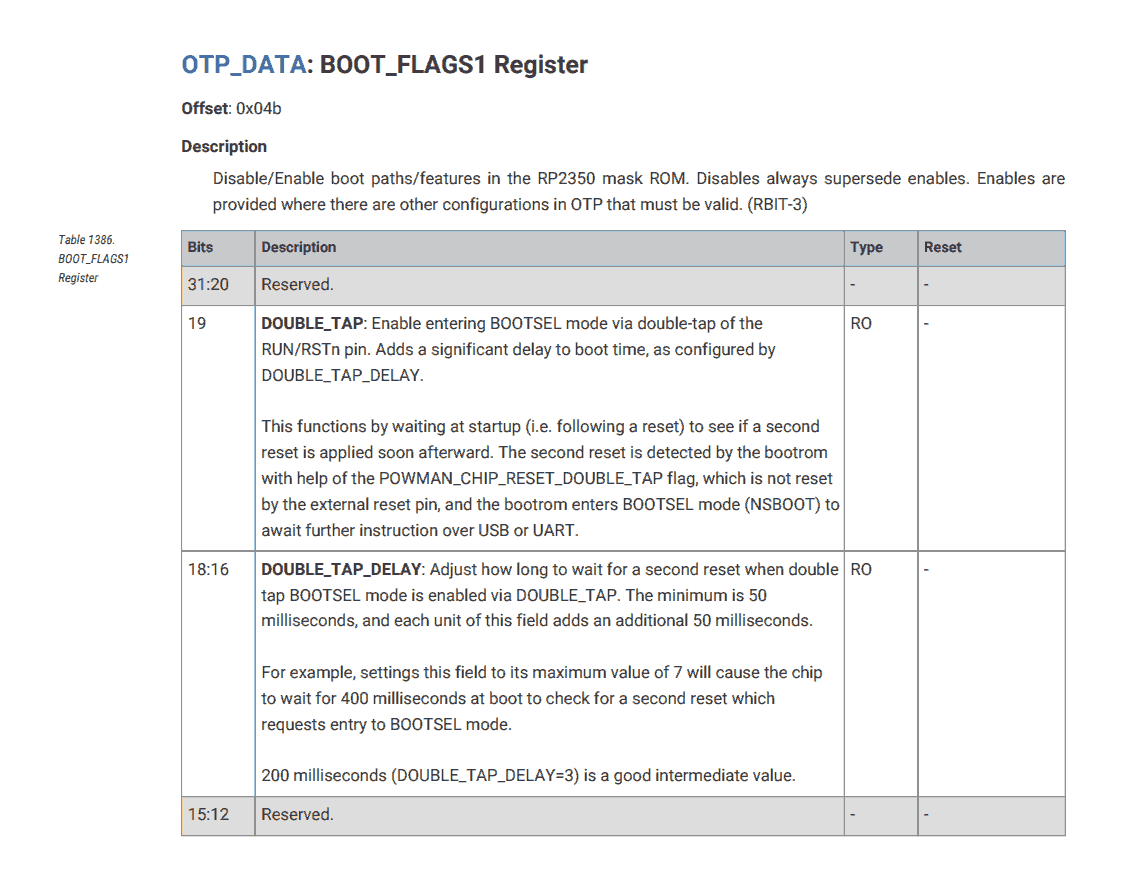 OTP_DATA: BOOT_FLAGS1 Register
Offset: 0x04b
Description
Disable/Enable boot paths/features in the RP2350 mask ROM. Disables always supersede enables. Enables are
provided where there are other configurations in OTP that must be valid. (RBIT-3)
Table 1386.
BOOT_FLAGS1
Register
Bits Description Type Reset
31:20 Reserved. - -
19 DOUBLE_TAP: Enable entering BOOTSEL mode via double-tap of the RO -
RUN/RSTn pin. Adds a significant delay to boot time, as configured by
DOUBLE_TAP_DELAY.
This functions by waiting at startup (i.e. following a reset) to see if a second
reset is applied soon afterward. The second reset is detected by the bootrom
with help of the POWMAN_CHIP_RESET_DOUBLE_TAP flag, which is not reset
by the external reset pin, and the bootrom enters BOOTSEL mode (NSBOOT) to
await further instruction over USB or UART.
18:16 DOUBLE_TAP_DELAY: Adjust how long to wait for a second reset when double RO -
tap BOOTSEL mode is enabled via DOUBLE_TAP. The minimum is 50
milliseconds, and each unit of this field adds an additional 50 milliseconds.
For example, settings this field to its maximum value of 7 will cause the chip
to wait for 400 milliseconds at boot to check for a second reset which
requests entry to BOOTSEL mode.
200 milliseconds (DOUBLE_TAP_DELAY=3) is a good intermediate value.
15:12 Reserved. - -